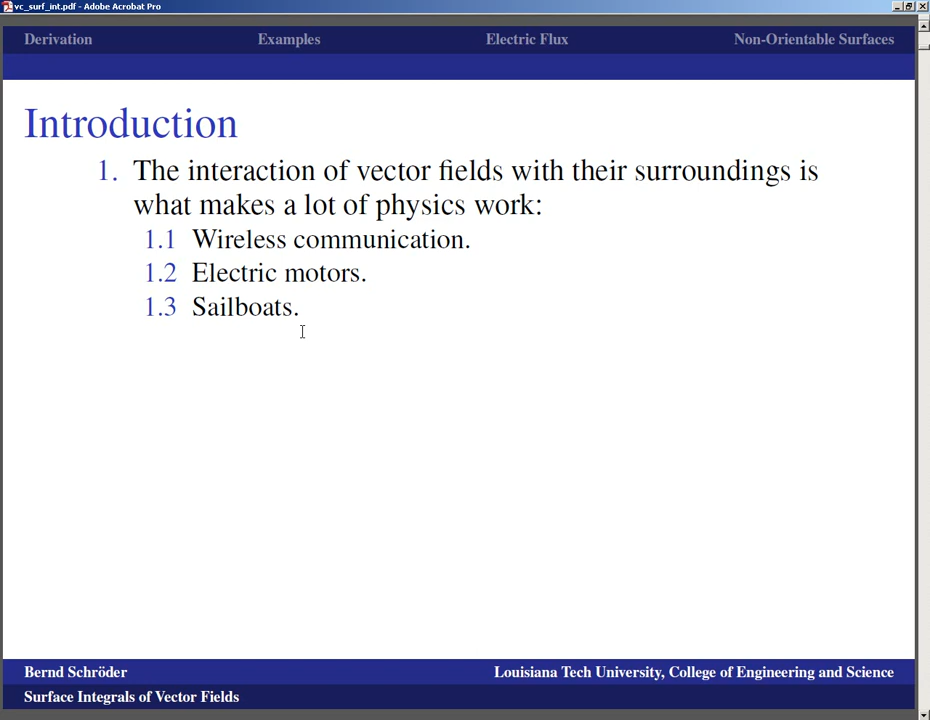 vc_surf_int.pdf - Adobe Acrobat Pro
Derivation Examples Electric Flux Non-Orientable Surfaces
Introduction
1. The interaction of vector fields with their surroundings is
what makes a lot of physics work:
1.1 Wireless communication.
1.2 Electric motors.
1.3 Sailboats.
Bernd Schröder Louisiana Tech University, College of Engineering and Science
Surface Integrals of Vector Fields